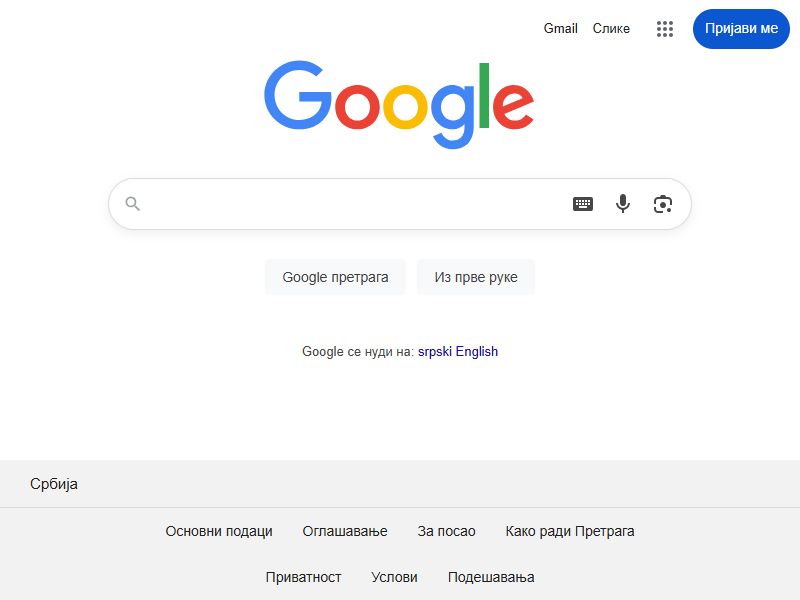 Gmail Слике Пријави ме
Google
Google претрага Из прве руке
Google се нуди на: srpski English
Србија
Основни подаци Оглашавање За посао Како ради Претрага
Приватност Услови Подешавања